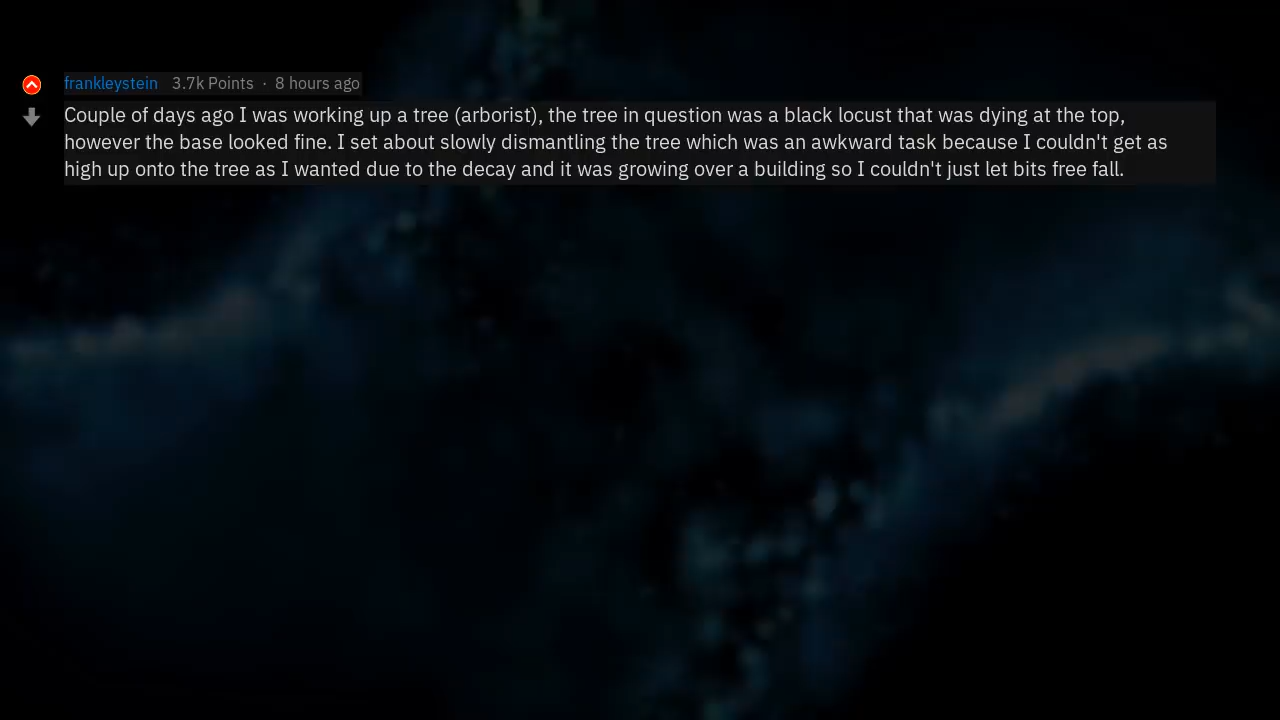 frankleystein 3.7k Points · 8 hours ago
Couple of days ago I was working up a tree (arborist), the tree in question was a black locust that was dying at the top,
however the base looked fine. I set about slowly dismantling the tree which was an awkward task because I couldn't get as
high up onto the tree as I wanted due to the decay and it was growing over a building so I couldn't just let bits free fall.